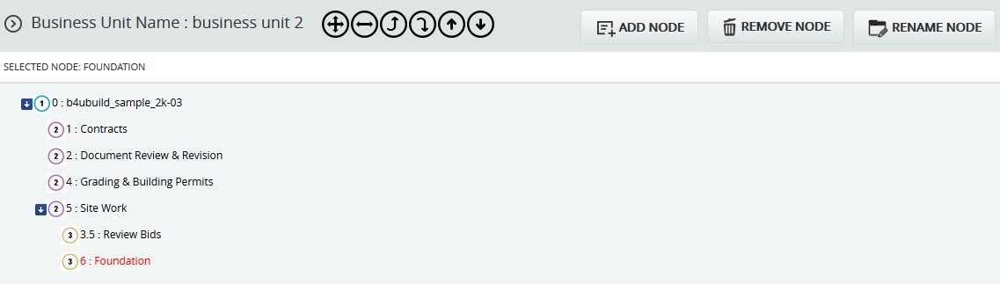 Business Unit Name : business unit 2
ADD NODE
REMOVE NODE
RENAME NODE
SELECTED NODE: FOUNDATION
1 0 : b4ubuild_sample_2k-03
2 1 : Contracts
2 2 : Document Review & Revision
2 4 : Grading & Building Permits
2 5 : Site Work
3 3.5 : Review Bids
3 6 : Foundation